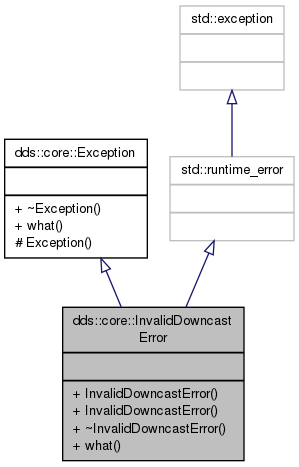 std::exception
std::runtime_error
dds::core::Exception
+ ~Exception()
+ what()
# Exception()
dds::core::InvalidDowncast
Error
+ InvalidDowncastError()
+ InvalidDowncastError()
+ ~InvalidDowncastError()
+ what()